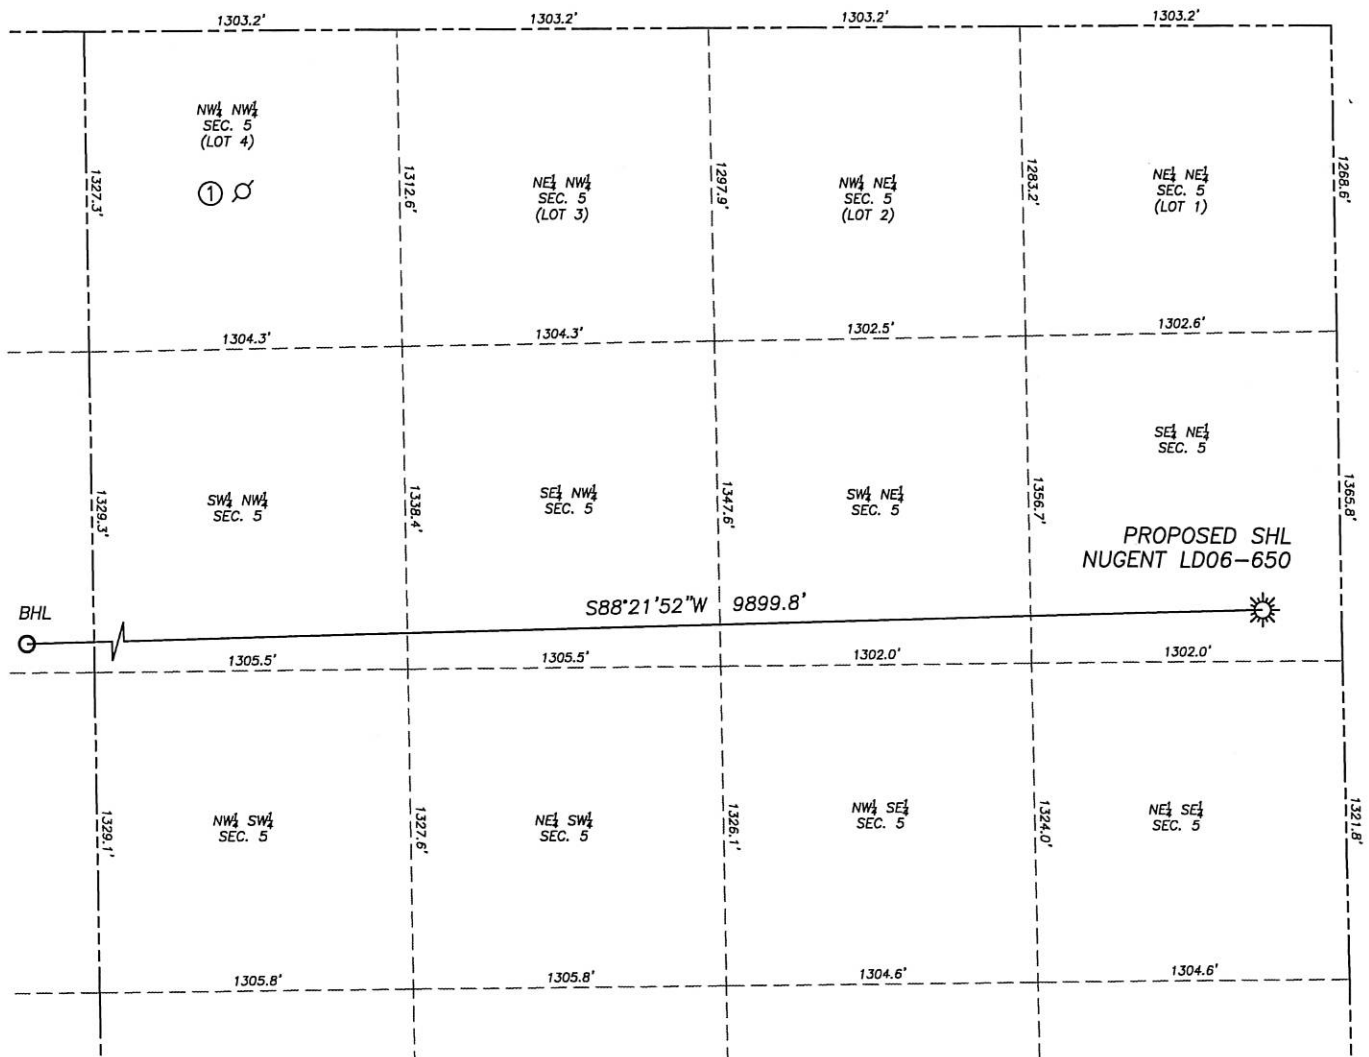 1303.2'
1303.2'
1303.2'
1303.2'
NW¼ NW¼
SEC. 5
(LOT 4)
① 
1327.3'
1312.6'
NE¼ NW¼
SEC. 5
(LOT 3)
1297.9'
NW¼ NE¼
SEC. 5
(LOT 2)
1283.2'
NE¼ NE¼
SEC. 5
(LOT 1)
1268.6'
1304.3'
1304.3'
1302.5'
1302.6'
1329.3'
SW¼ NW¼
SEC. 5
1338.4'
SE¼ NW¼
SEC. 5
1347.6'
SW¼ NE¼
SEC. 5
1356.7'
SE¼ NE¼
SEC. 5
1365.8'
PROPOSED SHL
NUGENT LD06-650
BHL
S88°21'52"W 9899.8'
1305.5'
1305.5'
1302.0'
1302.0'
1329.1'
NW¼ SW¼
SEC. 5
1327.6'
NE¼ SW¼
SEC. 5
1326.1'
NW¼ SE¼
SEC. 5
1324.0'
NE¼ SE¼
SEC. 5
1321.8'
1305.8'
1305.8'
1304.6'
1304.6'